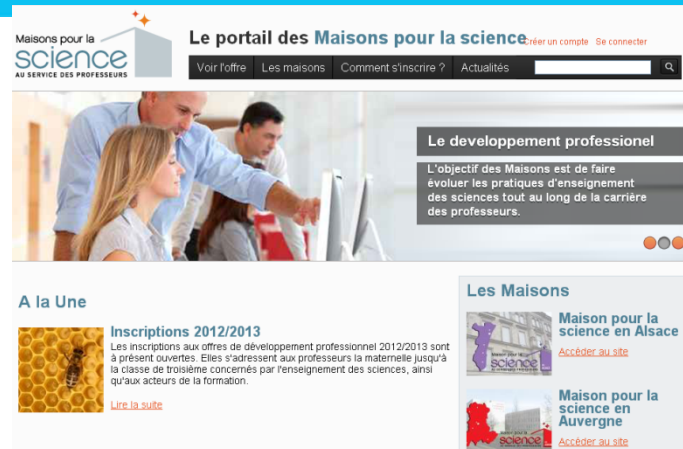 Maisons pour la
science
AU SERVICE DES PROFESSEURS
Le portail des Maisons pour la science
Créer un compte Se connecter
Voir l'offre Les maisons Comment s'inscrire ? Actualités
Le developpement professionel
L'objectif des Maisons est de faire
évoluer les pratiques d'enseignement
des sciences tout au long de la carrière
des professeurs.
A la Une
Inscriptions 2012/2013
Les inscriptions aux offres de développement professionnel 2012/2013 sont
à présent ouvertes. Elles s'adressent aux professeurs la maternelle jusqu'à
la classe de troisième concernés par l'enseignement des sciences, ainsi
qu'aux acteurs de la formation.
Lire la suite
Les Maisons
Maison pour la
science en Alsace
Accéder au site
science
Maison pour la
science en
Auvergne
Accéder au site
science